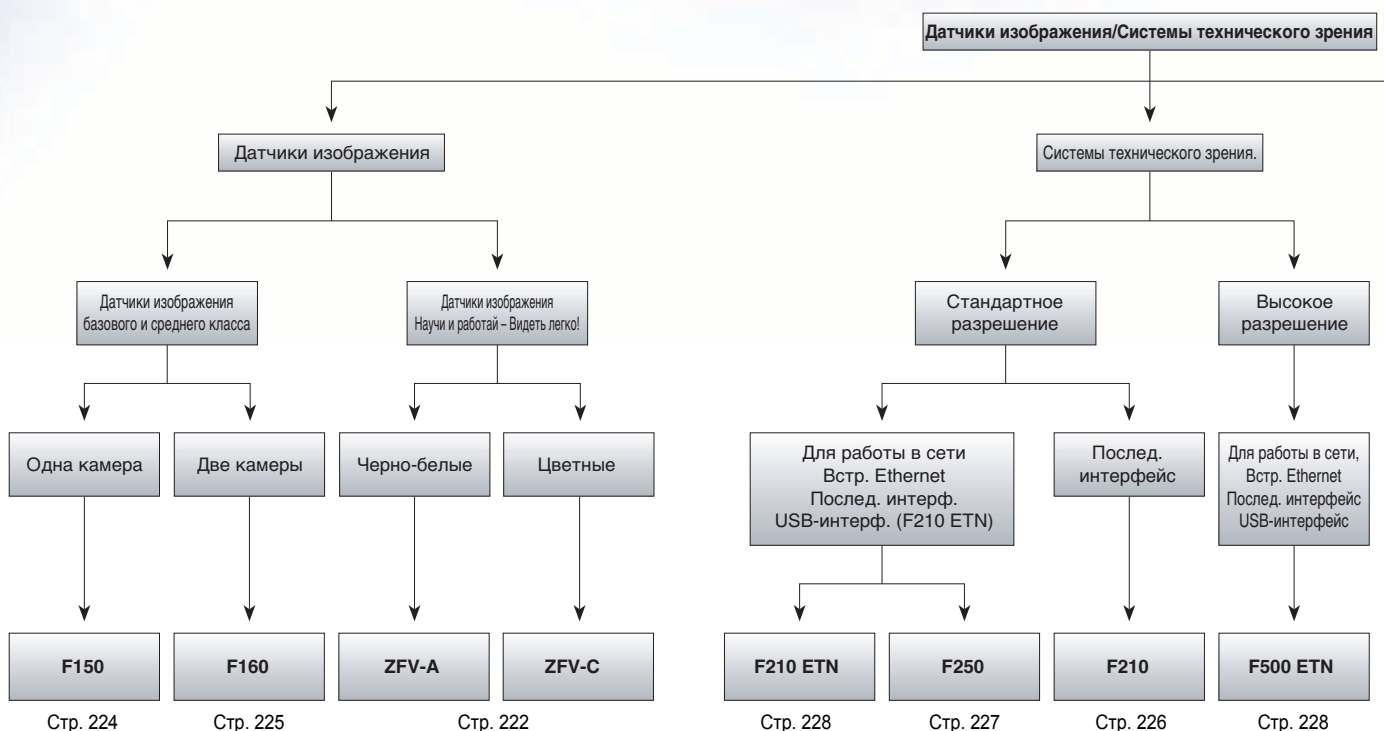 Датчики изображения/Системы технического зрения
Датчики изображения
Системы технического зрения.
Датчики изображения
базового и среднего класса
Датчики изображения
Научи и работай – Видеть легко!
Стандартное
разрешение
Высокое
разрешение
Одна камера
Две камеры
Черно-белые
Цветные
Для работы в сети
Встр. Ethernet
Послед. интерф.
USB-интерф. (F210 ETN)
Послед.
интерфейс
Для работы в сети,
Встр. Ethernet
Послед. интерфейс
USB-интерфейс
F150
F160
ZFV-A
ZFV-C
F210 ETN
F250
F210
F500 ETN
Стр. 224
Стр. 225
Стр. 222
Стр. 228
Стр. 227
Стр. 226
Стр. 228